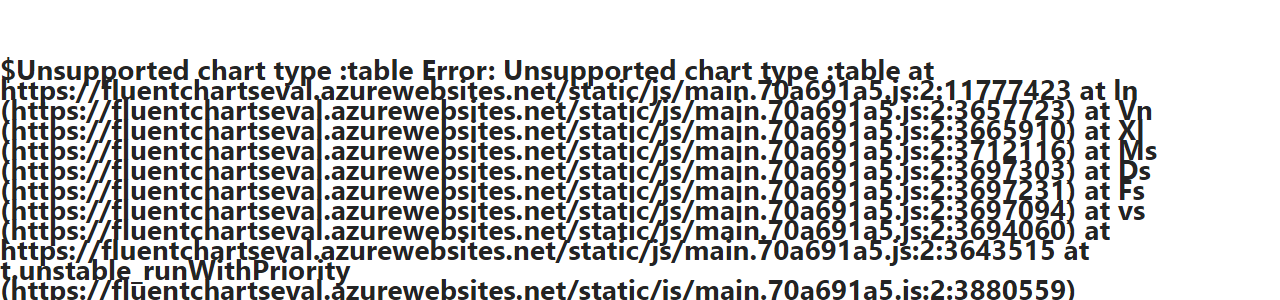 $Unsupported chart type :table Error: Unsupported chart type :table at
https://fluentchartseval.azurewebsites.net/static/js/main.70a691a5.js:2:11777423 at ln
(https://fluentchartseval.azurewebsites.net/static/js/main.70a691a5.js:2:3657723) at Vn
(https://fluentchartseval.azurewebsites.net/static/js/main.70a691a5.js:2:3665910) at Xl
(https://fluentchartseval.azurewebsites.net/static/js/main.70a691a5.js:2:3712116) at Ms
(https://fluentchartseval.azurewebsites.net/static/js/main.70a691a5.js:2:3697303) at Ds
(https://fluentchartseval.azurewebsites.net/static/js/main.70a691a5.js:2:3697231) at Fs
(https://fluentchartseval.azurewebsites.net/static/js/main.70a691a5.js:2:3697094) at vs
(https://fluentchartseval.azurewebsites.net/static/js/main.70a691a5.js:2:3694060) at
https://fluentchartseval.azurewebsites.net/static/js/main.70a691a5.js:2:3643515 at
t.unstable_runWithPriority
(https://fluentchartseval.azurewebsites.net/static/js/main.70a691a5.js:2:3880559)